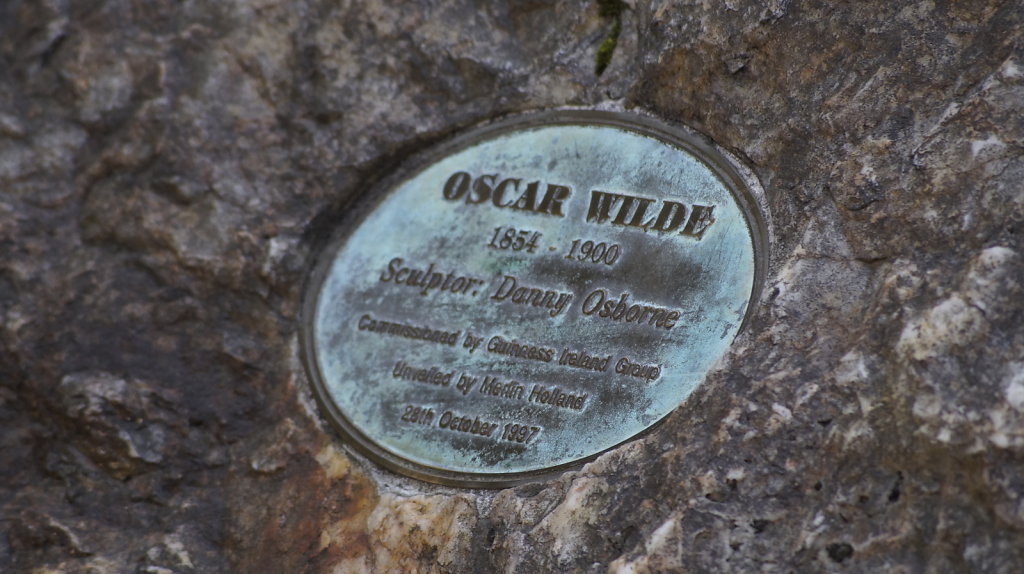 OSCAR WILDE
1854 - 1900
Sculptor: Danny Osborne
Commissioned by Guinness Ireland Group
Unveiled by Merlin Holland
28th October 1997